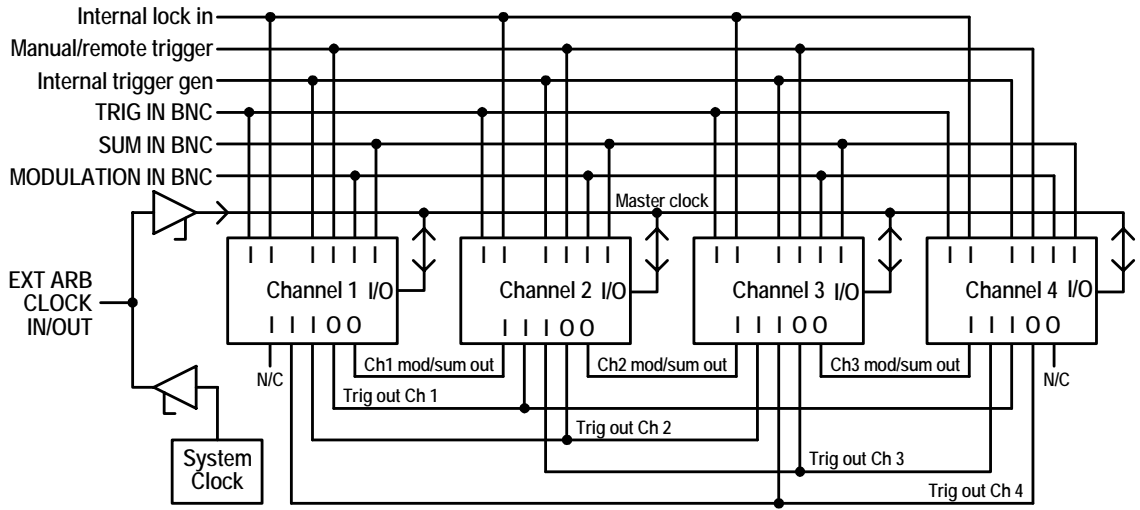 Internal lock in
Manual/remote trigger
Internal trigger gen
TRIG IN BNC
SUM IN BNC
MODULATION IN BNC
Master clock
I I I I I I
I I I I I I
I I I I I I
I I I I I I
EXT ARB
CLOCK
IN/OUT
Channel 1 I/O
Channel 2 I/O
Channel 3 I/O
Channel 4 I/O
I I I O O
I I I O O
I I I O O
I I I O O
N/C
Ch1 mod/sum out
Ch2 mod/sum out
Ch3 mod/sum out
N/C
Trig out Ch 1
Trig out Ch 2
Trig out Ch 3
Trig out Ch 4
System
Clock